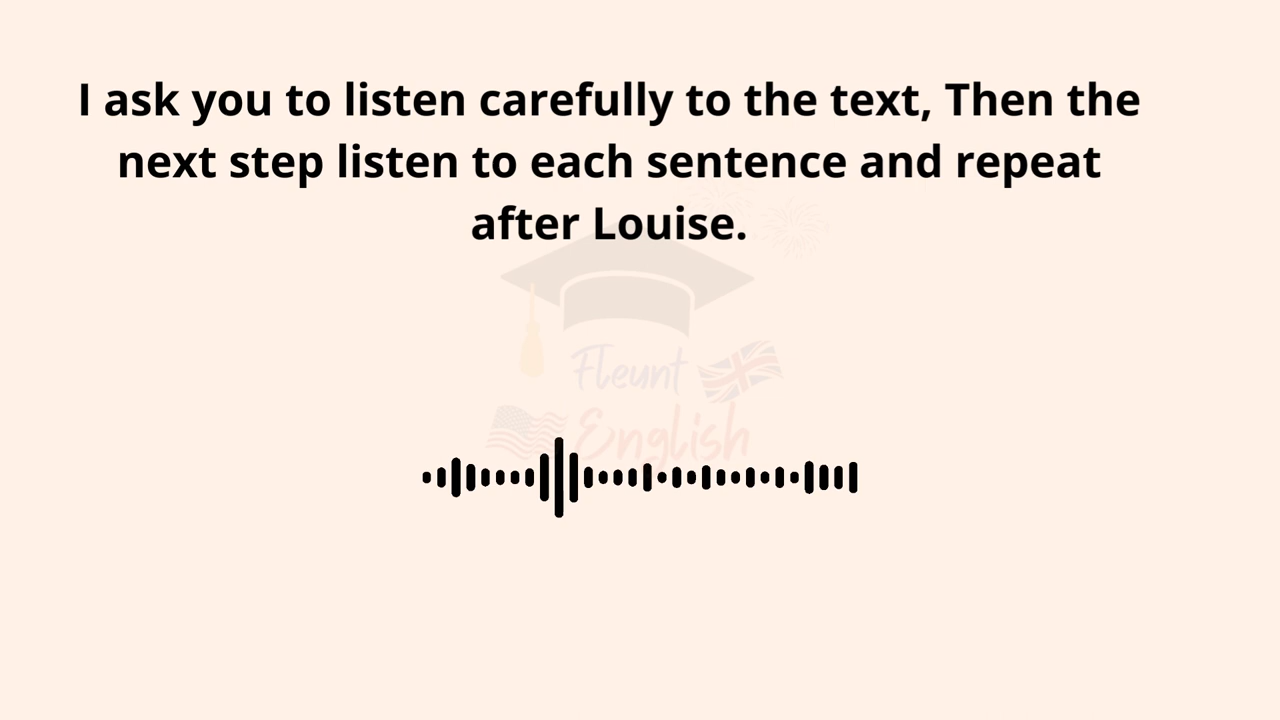 I ask you to listen carefully to the text, Then the
next step listen to each sentence and repeat
after Louise.
Fleunt
English